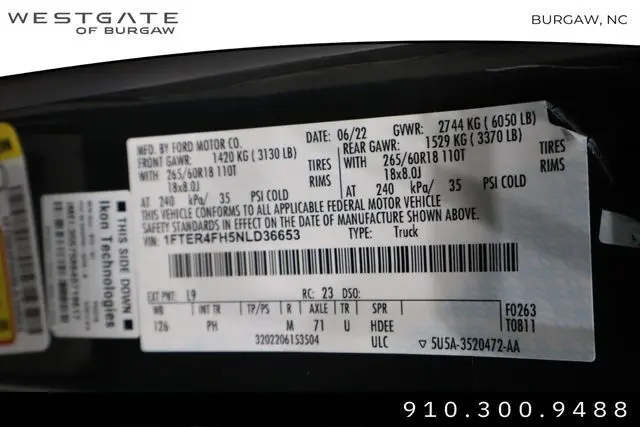 WESTGATE
OF BURGAW
BURGAW, NC
MFD. BY FORD MOTOR CO.
DATE: 06/22 GVWR: 2744 KG ( 6050 LB)
FRONT GAWR: 1420 KG ( 3130 LB) REAR GAWR: 1529 KG ( 3370 LB)
WITH 265/60R18 110T TIRES WITH 265/60R18 110T TIRES
18x8.0J RIMS 18x8.0J RIMS
AT 240 kPa/ 35 PSI COLD AT 240 kPa/ 35 PSI COLD
THIS VEHICLE CONFORMS TO ALL APPLICABLE FEDERAL MOTOR VEHICLE
SAFETY STANDARDS IN EFFECT ON THE DATE OF MANUFACTURE SHOWN ABOVE.
VIN: 1FTER4FH5NLD36653 TYPE: Truck
EXT PNT: L9 RC: 23 DSO:
WB INT TR TP/PS R AXLE TR SPR
126 PH M 71 U HDEE
F0263
T0811
3202206153504 ULC ▽ 5U5A-3520472-AA
THIS SIDE DOWN
Ikon Technologies
910.300.9488